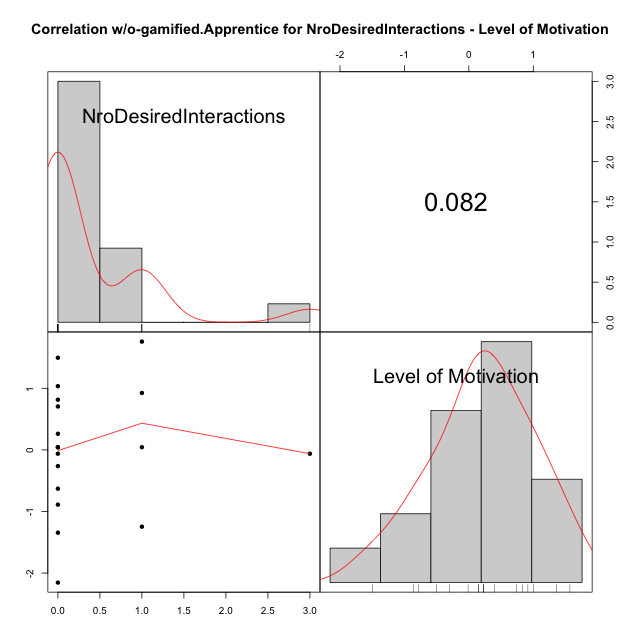 Correlation w/o-gamified.Apprentice for NroDesiredInteractions - Level of Motivation
-2 -1 0 1
NroDesiredInteractions
0.082
0.0 0.5 1.0 1.5 2.0 2.5 3.0
-2 -1 0 1
Level of Motivation
0.0 0.5 1.0 1.5 2.0 2.5 3.0